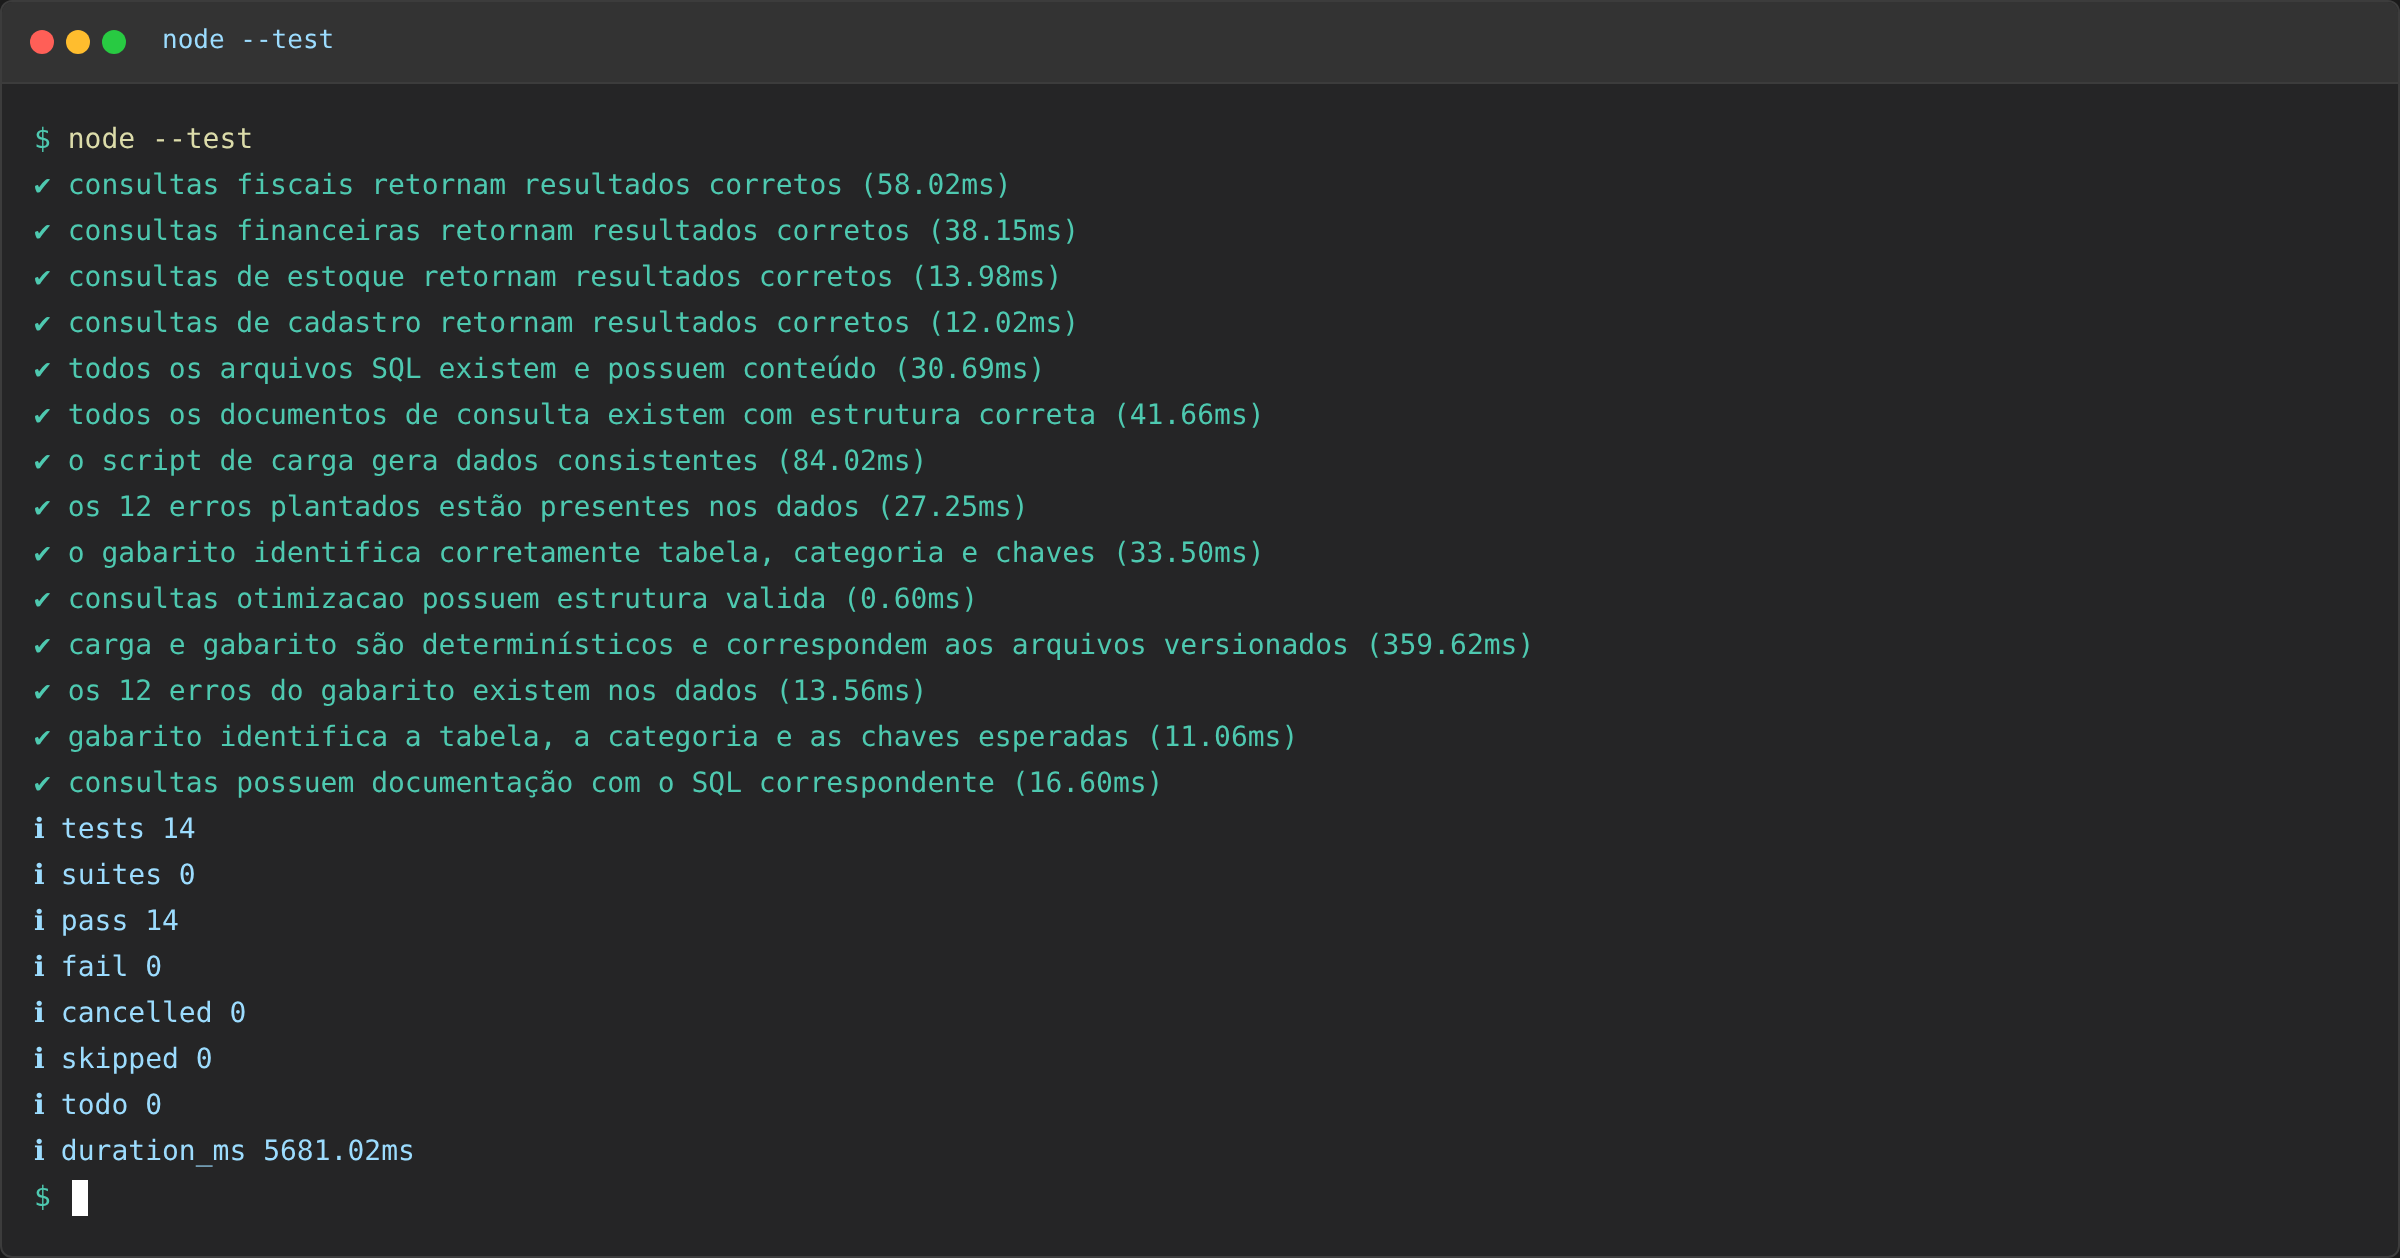 node --test
$ node --test
✔ consultas fiscais retornam resultados corretos (58.02ms)
✔ consultas financeiras retornam resultados corretos (38.15ms)
✔ consultas de estoque retornam resultados corretos (13.98ms)
✔ consultas de cadastro retornam resultados corretos (12.02ms)
✔ todos os arquivos SQL existem e possuem conteúdo (30.69ms)
✔ todos os documentos de consulta existem com estrutura correta (41.66ms)
✔ o script de carga gera dados consistentes (84.02ms)
✔ os 12 erros plantados estão presentes nos dados (27.25ms)
✔ o gabarito identifica corretamente tabela, categoria e chaves (33.50ms)
✔ consultas otimizacao possuem estrutura valida (0.60ms)
✔ carga e gabarito são determinísticos e correspondem aos arquivos versionados (359.62ms)
✔ os 12 erros do gabarito existem nos dados (13.56ms)
✔ gabarito identifica a tabela, a categoria e as chaves esperadas (11.06ms)
✔ consultas possuem documentação com o SQL correspondente (16.60ms)
ℹ tests 14
ℹ suites 0
ℹ pass 14
ℹ fail 0
ℹ cancelled 0
ℹ skipped 0
ℹ todo 0
ℹ duration_ms 5681.02ms
$